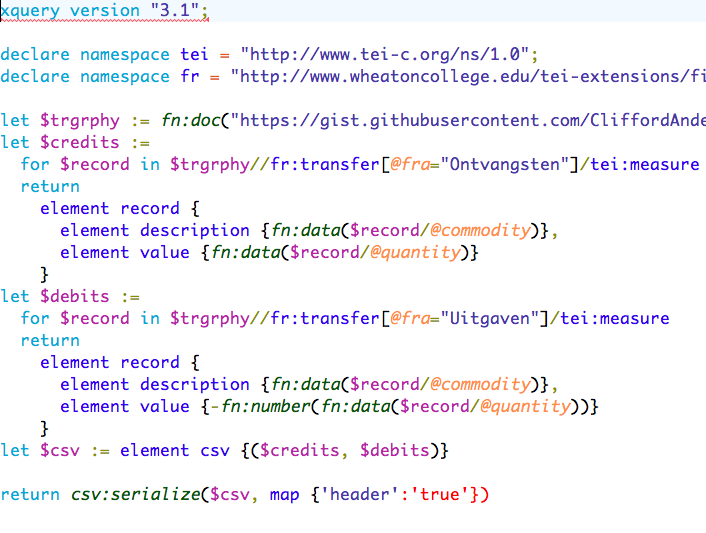 xquery version "3.1";
declare namespace tei = "http://www.tei-c.org/ns/1.0";
declare namespace fr = "http://www.wheatoncollege.edu/tei-extensions/fi
let $trgrphy := fn:doc("https://gist.githubusercontent.com/CliffordAnde
let $credits :=
  for $record in $trgrphy//fr:transfer[@fra="Ontvangsten"]/tei:measure
  return
    element record {
      element description {fn:data($record/@commodity)},
      element value {fn:data($record/@quantity)}
    }
let $debits :=
  for $record in $trgrphy//fr:transfer[@fra="Uitgaven"]/tei:measure
  return
    element record {
      element description {fn:data($record/@commodity)},
      element value {-fn:number(fn:data($record/@quantity))}
    }
let $csv := element csv {($credits, $debits)}
return csv:serialize($csv, map {'header':'true'})